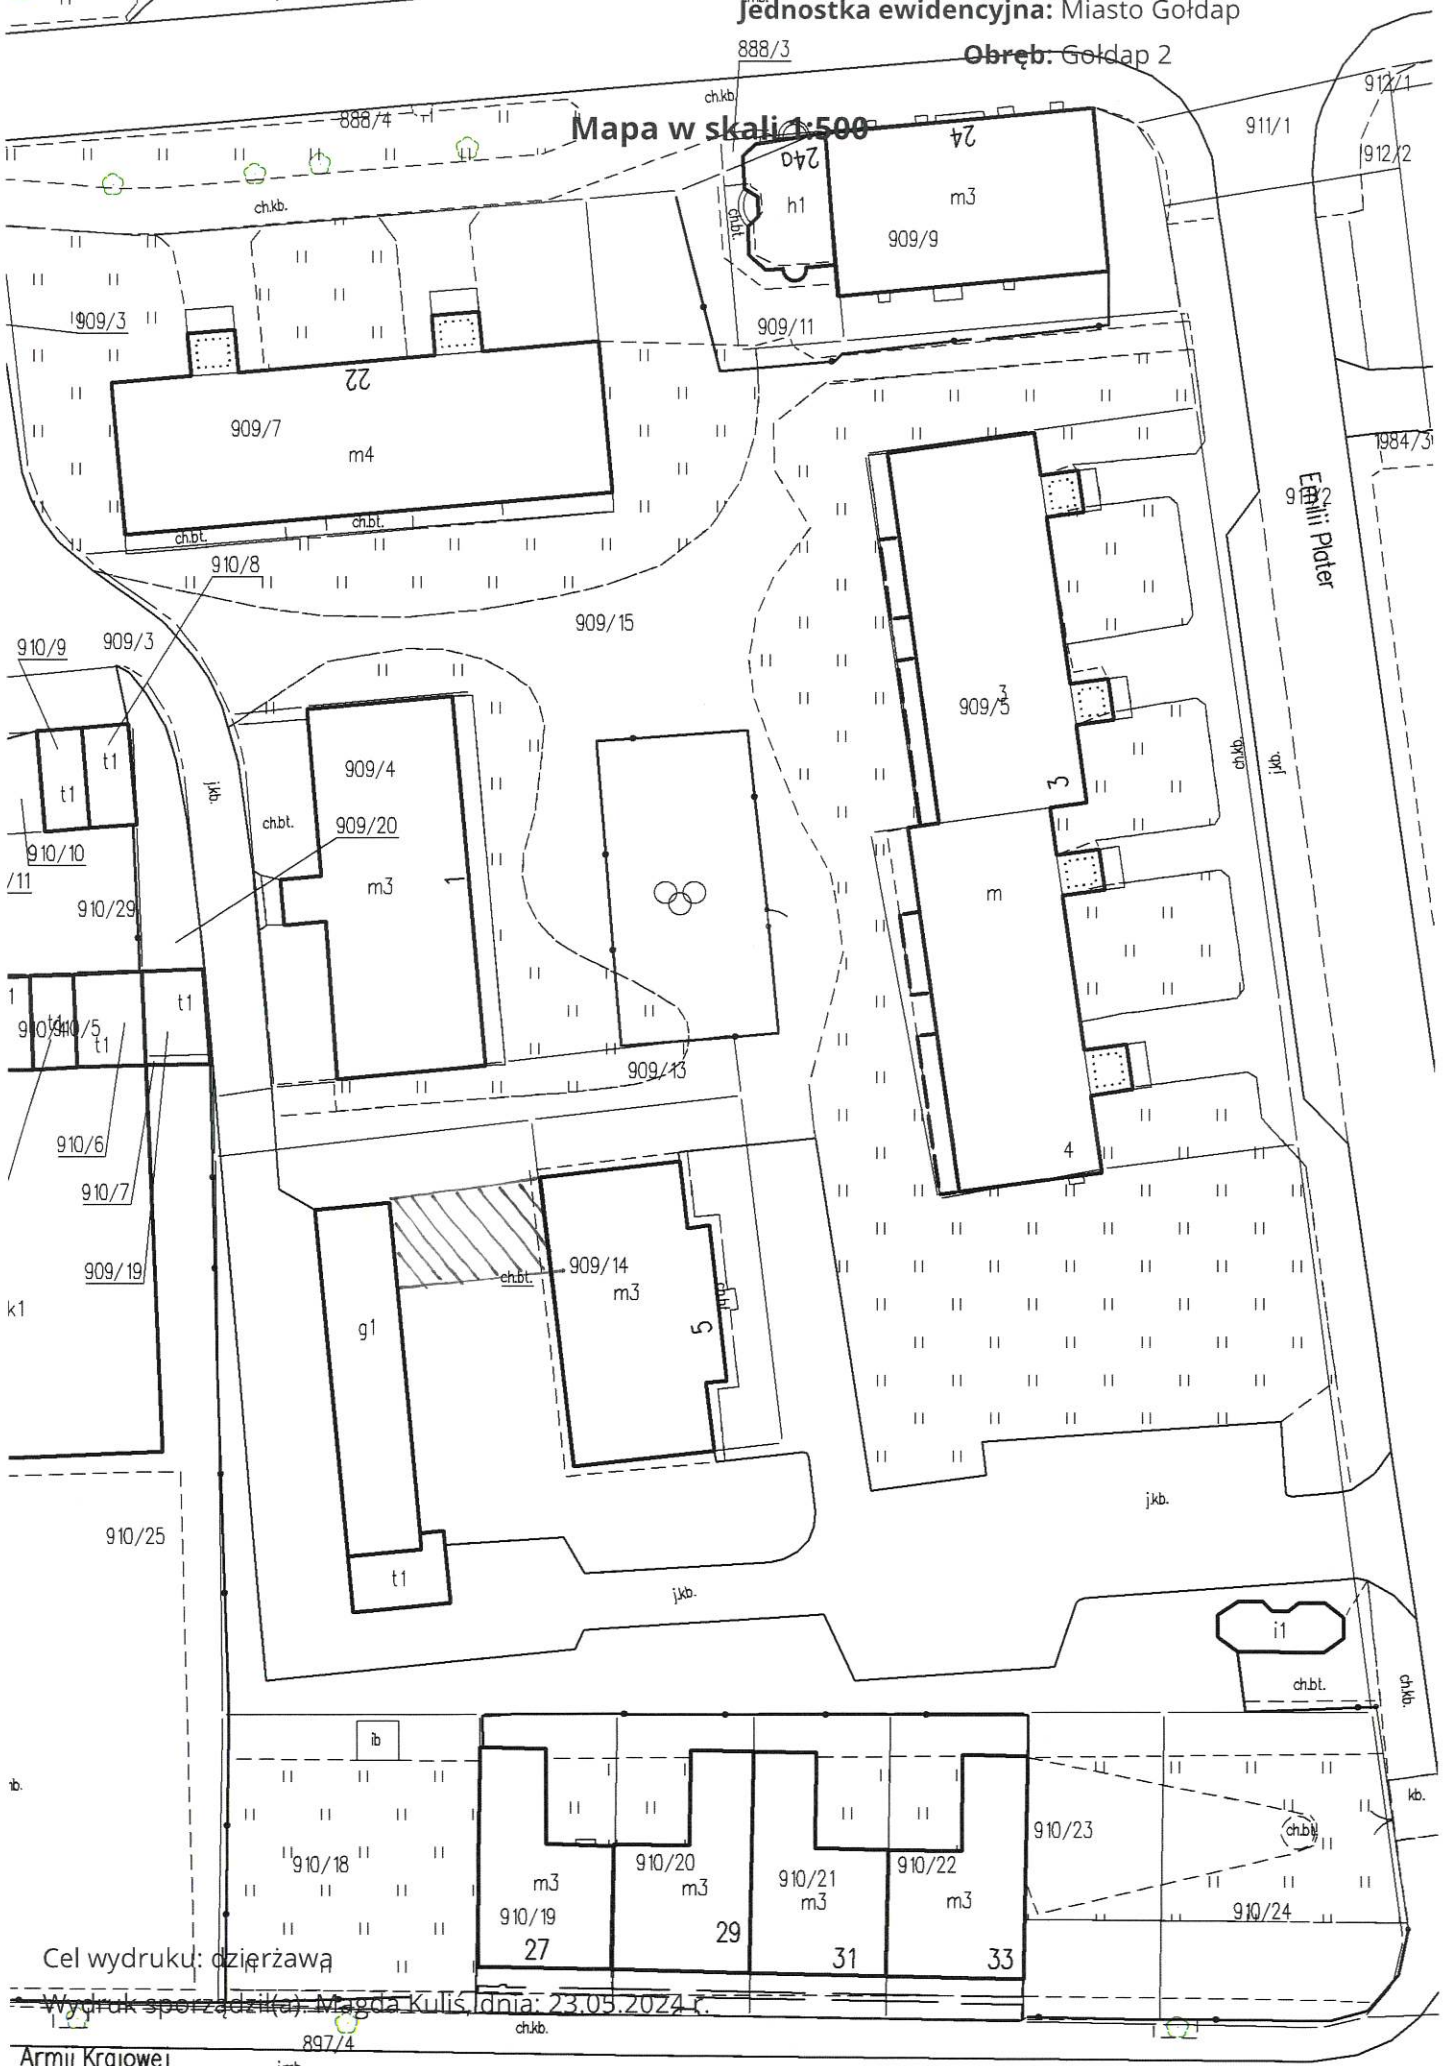 Jednostka ewidencyjna: Miasto Gołdap
Obręb: Gołdap 2
888/3
912/1
ch.kb.
888/4
Mapa w skali 1:500
24
911/1
24a
912/2
m3
h1
ch.kb.
ch.bt.
909/9
909/3
909/11
22
909/7
984/3
m4
911/2
Emilii Plater
ch.bt.
ch.bt.
910/8
909/15
910/9
909/3
3
909/5
t1
909/4
ch.kb.
j.kb.
3
t1
j.kb.
ch.bt.
909/20
910/10
/11
m3
1
m
910/29
1
t1
910/5
t1
909/13
910/6
4
910/7
909/14
909/19
ch.bt.
m3
ch.bt.
k1
g1
5
j.kb.
910/25
t1
j.kb.
i1
ch.bt.
ch.kb.
ib
kb.
910/23
ch.bt.
910/18
910/20
910/22
m3
m3
910/21
m3
m3
910/19
910/24
29
27
31
33
Cel wydruku: dzierżawa
Wydruk sporządził(a): Magda Kuliś, dnia: 23.05.2024 r.
ch.kb.
897/4
Armii Krajowej